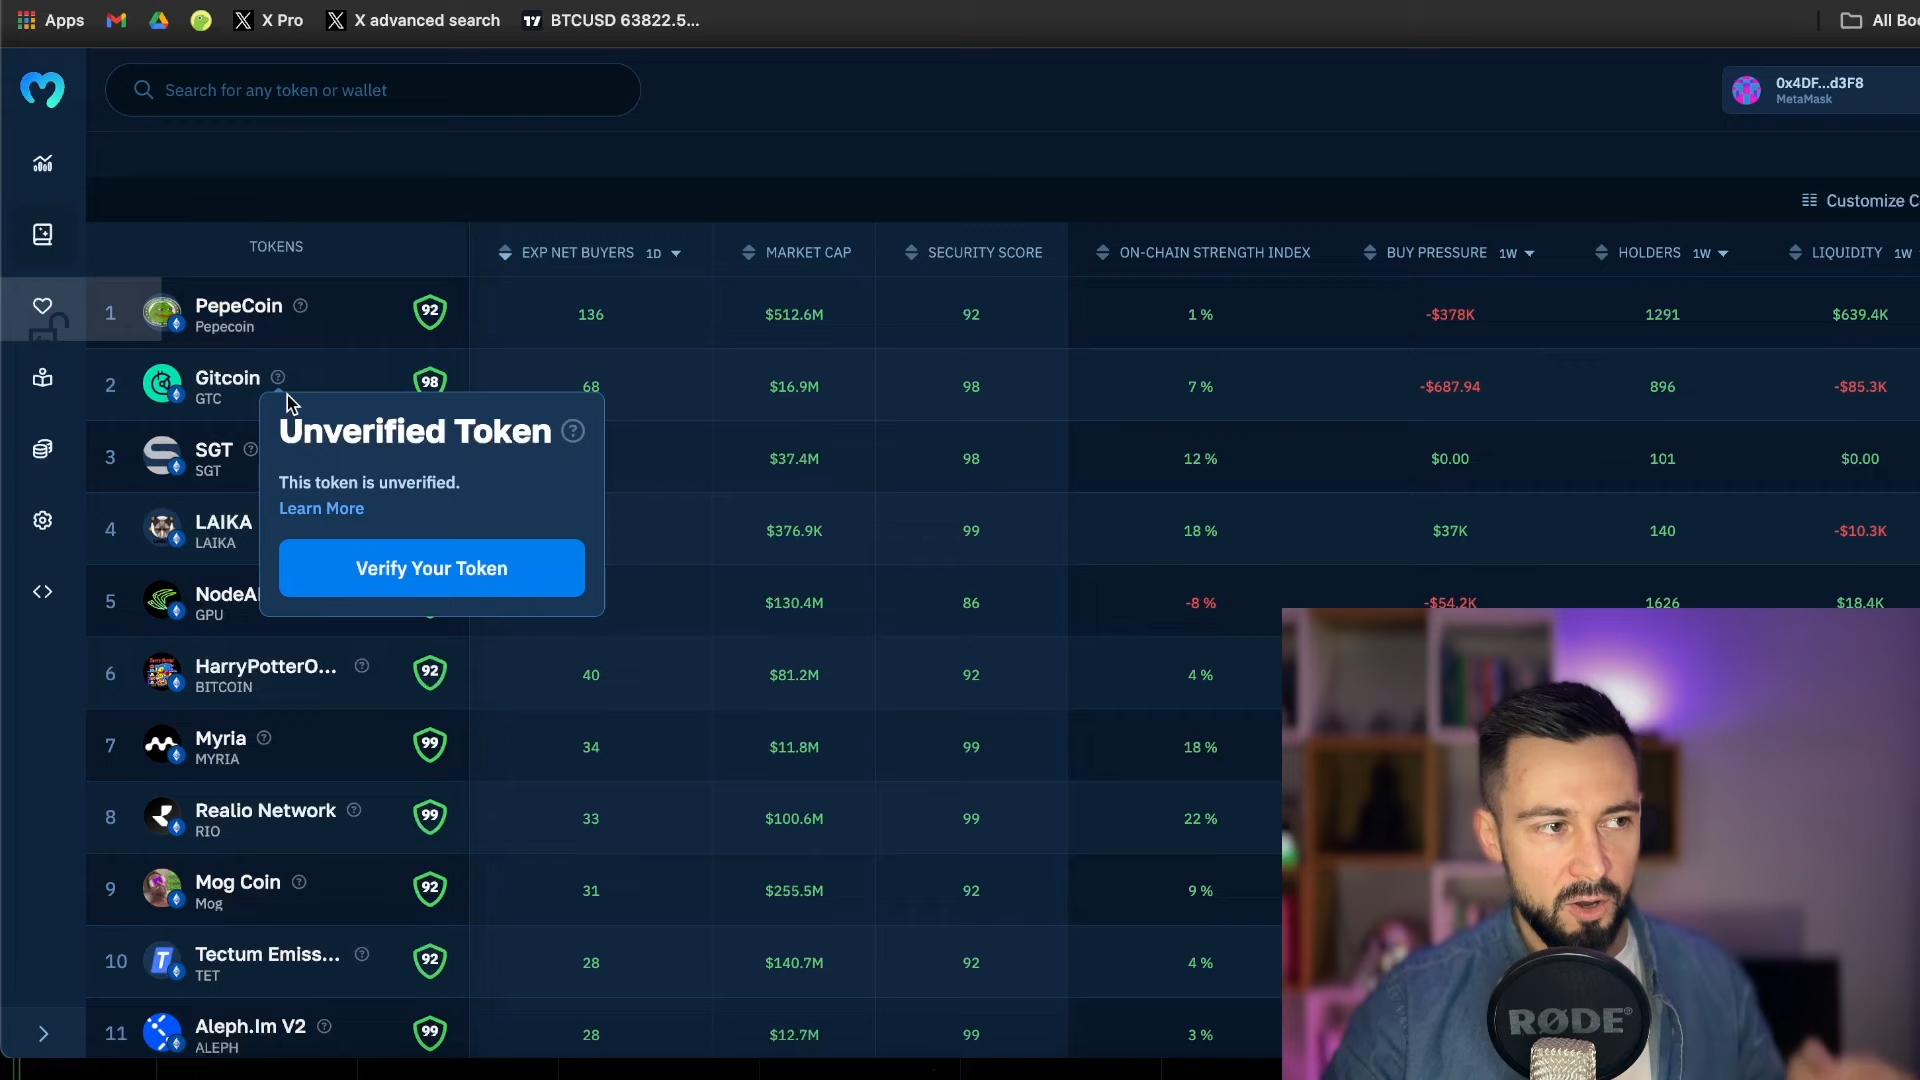 Apps X Pro X advanced search BTCUSD 63822.5... All Boo
Search for any token or wallet
0x4DF...d3F8
MetaMask
Customize C
TOKENS EXP NET BUYERS 1D MARKET CAP SECURITY SCORE ON-CHAIN STRENGTH INDEX BUY PRESSURE 1W HOLDERS 1W LIQUIDITY 1W
1 PepeCoin 92 136 $512.6M 92 1 % -$378K 1291 $639.4K
Pepecoin
2 Gitcoin 98 68 $16.9M 98 7 % -$687.94 896 -$85.3K
GTC
Unverified Token
This token is unverified.
Learn More
Verify Your Token
3 SGT $37.4M 98 12 % $0.00 101 $0.00
SGT
4 LAIKA $376.9K 99 18 % $37K 140 -$10.3K
LAIKA
5 NodeAI $130.4M 86 -8 % -$54.2K 1626 $18.4K
GPU
6 HarryPotterO... 92 40 $81.2M 92 4 %
BITCOIN
7 Myria 99 34 $11.8M 99 18 %
MYRIA
8 Realio Network 99 33 $100.6M 99 22 %
RIO
9 Mog Coin 92 31 $255.5M 92 9 %
Mog
10 Tectum Emiss... 92 28 $140.7M 92 4 %
TET
11 Aleph.Im V2 99 28 $12.7M 99 3 %
ALEPH
RØDE®